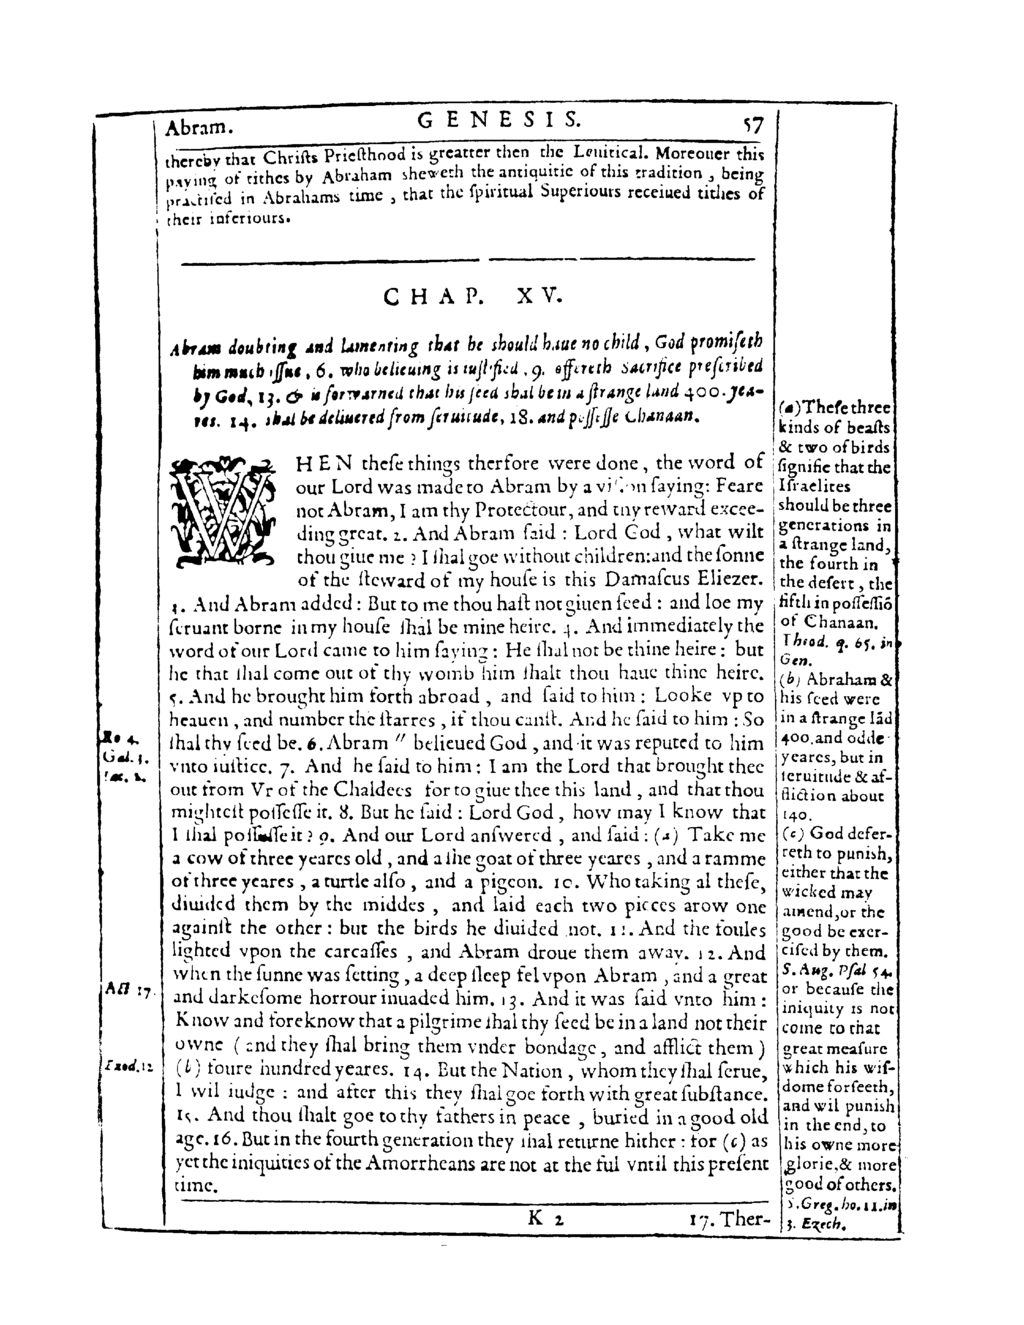 Abram. GENESIS. 57
thereby that Chriſts Prieſthood is greatter then the Leuitical. Moreouer this
paying of tithes by Abraham sheweth the antiquitie of this tradition, being
practiſed in Abrahams time, that the ſpiritual Superiours receiued tithes of
their inferiours.
CHAP. XV.
Abram doubting and lamenting that he should haue no child, God promiſeth
him much iſſue, 6. who belieuing is iuſtified. 9. offereth sacrifice preſcribed
by God, 13. & is forwarned that his ſeed shal be in a ſtrange land 400. yea-
res. 14. shal be deliuered from ſeruitude, 18. and poſſeſſe Chanaan.
WHEN theſe things therfore were done, the word of
our Lord was made to Abram by a viſion ſaying: Feare
not Abram, I am thy Protectour, and thy reward excee-
ding great. 2. And Abram ſaid: Lord God, what wilt
thou giue me? I ſhal goe without children: and the ſonne
of the ſteward of my houſe is this Damaſcus Eliezer.
3. And Abram added: But to me thou haſt not giuen ſeed: and loe my
ſeruant borne in my houſe ſhal be mine heire. 4. And immediately the
word of our Lord came to him ſaying: He ſhal not be thine heire: but
he that ſhal come out of thy womb him ſhalt thou haue thine heire.
5. And he brought him forth abroad, and ſaid to him: Looke vp to
heauen, and number the ſtarres, if thou canſt. And he ſaid to him: So
ſhal thy ſeed be. 6. Abram " belieued God, and it was reputed to him
vnto iuſtice. 7. And he ſaid to him: I am the Lord that brought thee
out from Vr of the Chaldees for to giue thee this land, and that thou
mighteſt poſſeſſe it. 8. But he ſaid: Lord God, how may I know that
I ſhal poſſeſſe it? 9. And our Lord anſwered, and ſaid: (a) Take me
a cow of three yeares old, and a ſhe goat of three yeares, and a ramme
of three yeares, a turtle alſo, and a pigeon. 10. Who taking al theſe,
diuided them by the middes, and laid each two pieces arow one
againſt the other: but the birds he diuided not. 11. And the foules
lighted vpon the carcaſſes, and Abram droue them away. 12. And
when the ſunne was ſetting, a deep ſleep fel vpon Abram, and a great
and darkeſome horrour inuaded him. 13. And it was ſaid vnto him:
Know and foreknow that a pilgrime ſhal thy ſeed be in a land not their
owne (and they ſhal bring them vnder bondage, and afflict them)
(b) foure hundred yeares. 14. But the Nation, whom they ſhal ſerue,
I wil iudge: and after this they ſhal goe forth with great ſubſtance.
15. And thou ſhalt goe to thy fathers in peace, buried in a good old
age. 16. But in the fourth generation they ſhal returne hither: for (c) as
yet the iniquities of the Amorrheans are not at the ful vntil this preſent
time.
K 2 17. Ther-
Ro 4.
Gal. 3.
Iac. 2.
Act 17.
Exod. 12
(a) Theſe three
kinds of beaſts
& two of birds
ſignifie that the
Iſraelites
should be three
generations in
a ſtrange land,
the fourth in
the deſert, the
fifth in poſſeſſiō
of Chanaan.
Theod. q. 65. in
Gen.
(b) Abraham &
his ſeed were
in a ſtrange lād
400. and odde
yeares, but in
ſeruitude & af-
fliction about
140.
(c) God defer-
reth to punish,
either that the
wicked may
amend, or the
good be exer-
ciſed by them.
S. Aug. Pſal 54.
or becauſe the
iniquity is not
come to that
great meaſure
which his wiſ-
dome forſeeth,
and wil punish
in the end, to
his owne more
glorie, & more
good of others.
S. Greg. ho. 11. in
3. Ezech.